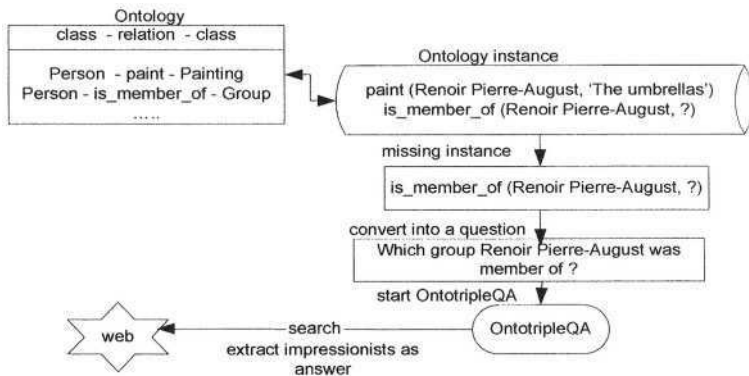 Ontology
class - relation - class
Person - paint - Painting
Person - is_member_of - Group
.....
Ontology instance
paint (Renoir Pierre-August, 'The umbrellas')
is_member_of (Renoir Pierre-August, ?)
missing instance
is_member_of (Renoir Pierre-August, ?)
convert into a question
Which group Renoir Pierre-August was
member of ?
start OntotripleQA
OntotripleQA
search
extract impressionists as
answer
web